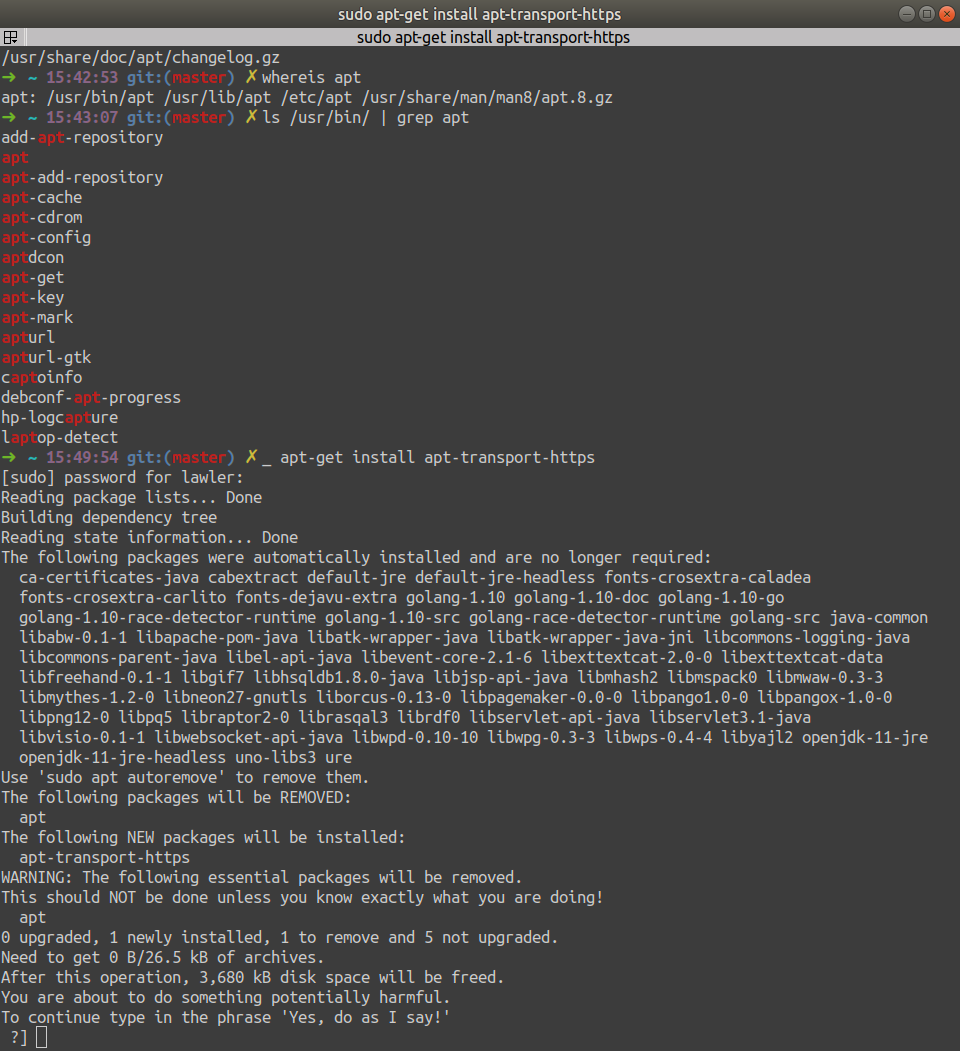 sudo apt-get install apt-transport-https
sudo apt-get install apt-transport-https
/usr/share/doc/apt/changelog.gz
➜ ~ 15:42:53 git:(master) ✗ whereis apt
apt: /usr/bin/apt /usr/lib/apt /etc/apt /usr/share/man/man8/apt.8.gz
➜ ~ 15:43:07 git:(master) ✗ ls /usr/bin/ | grep apt
add-apt-repository
apt
apt-add-repository
apt-cache
apt-cdrom
apt-config
aptdcon
apt-get
apt-key
apt-mark
apturl
apturl-gtk
captoinfo
debconf-apt-progress
hp-logcapture
laptop-detect
➜ ~ 15:49:54 git:(master) ✗ _ apt-get install apt-transport-https
[sudo] password for lawler:
Reading package lists... Done
Building dependency tree
Reading state information... Done
The following packages were automatically installed and are no longer required:
ca-certificates-java cabextract default-jre default-jre-headless fonts-crosextra-caladea
fonts-crosextra-carlito fonts-dejavu-extra golang-1.10 golang-1.10-doc golang-1.10-go
golang-1.10-race-detector-runtime golang-1.10-src golang-race-detector-runtime golang-src java-common
libabw-0.1-1 libapache-pom-java libatk-wrapper-java libatk-wrapper-java-jni libcommons-logging-java
libcommons-parent-java libel-api-java libevent-core-2.1-6 libexttextcat-2.0-0 libexttextcat-data
libfreehand-0.1-1 libgif7 libhsqldb1.8.0-java libjsp-api-java libmhash2 libmspack0 libmwaw-0.3-3
libmythes-1.2-0 libneon27-gnutls liborcus-0.13-0 libpagemaker-0.0-0 libpango1.0-0 libpangox-1.0-0
libpng12-0 libpq5 libraptor2-0 librasqal3 librdf0 libservlet-api-java libservlet3.1-java
libvisio-0.1-1 libwebsocket-api-java libwpd-0.10-10 libwpg-0.3-3 libwps-0.4-4 libyajl2 openjdk-11-jre
openjdk-11-jre-headless uno-libs3 ure
Use 'sudo apt autoremove' to remove them.
The following packages will be REMOVED:
apt
The following NEW packages will be installed:
apt-transport-https
WARNING: The following essential packages will be removed.
This should NOT be done unless you know exactly what you are doing!
apt
0 upgraded, 1 newly installed, 1 to remove and 5 not upgraded.
Need to get 0 B/26.5 kB of archives.
After this operation, 3,680 kB disk space will be freed.
You are about to do something potentially harmful.
To continue type in the phrase 'Yes, do as I say!'
?]